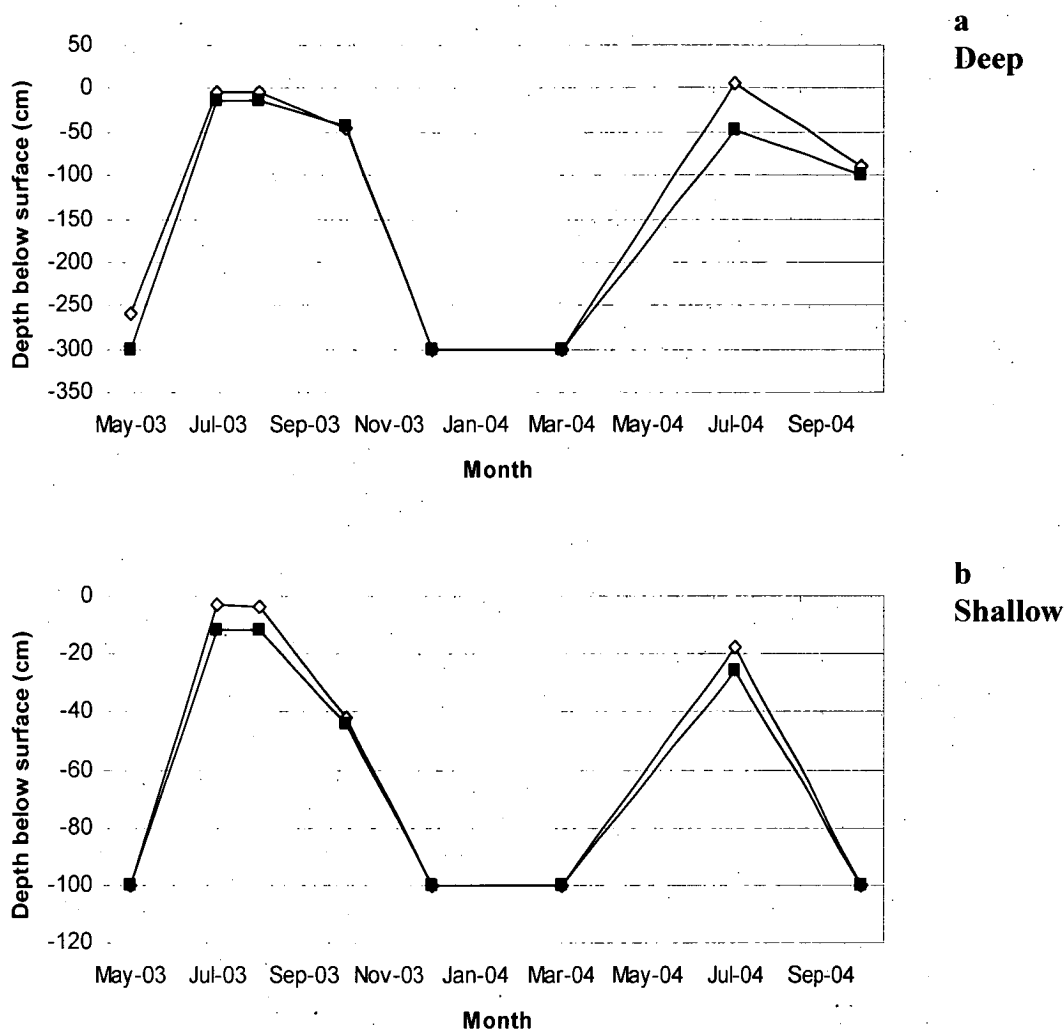 a
Deep
50
0
-50
-100
-150
-200
-250
-300
-350
Depth below surface (cm)
May-03 Jul-03 Sep-03 Nov-03 Jan-04 Mar-04 May-04 Jul-04 Sep-04
Month
b
Shallow
0
-20
-40
-60
-80
-100
-120
Depth below surface (cm)
May-03 Jul-03 Sep-03 Nov-03 Jan-04 Mar-04 May-04 Jul-04 Sep-04
Month